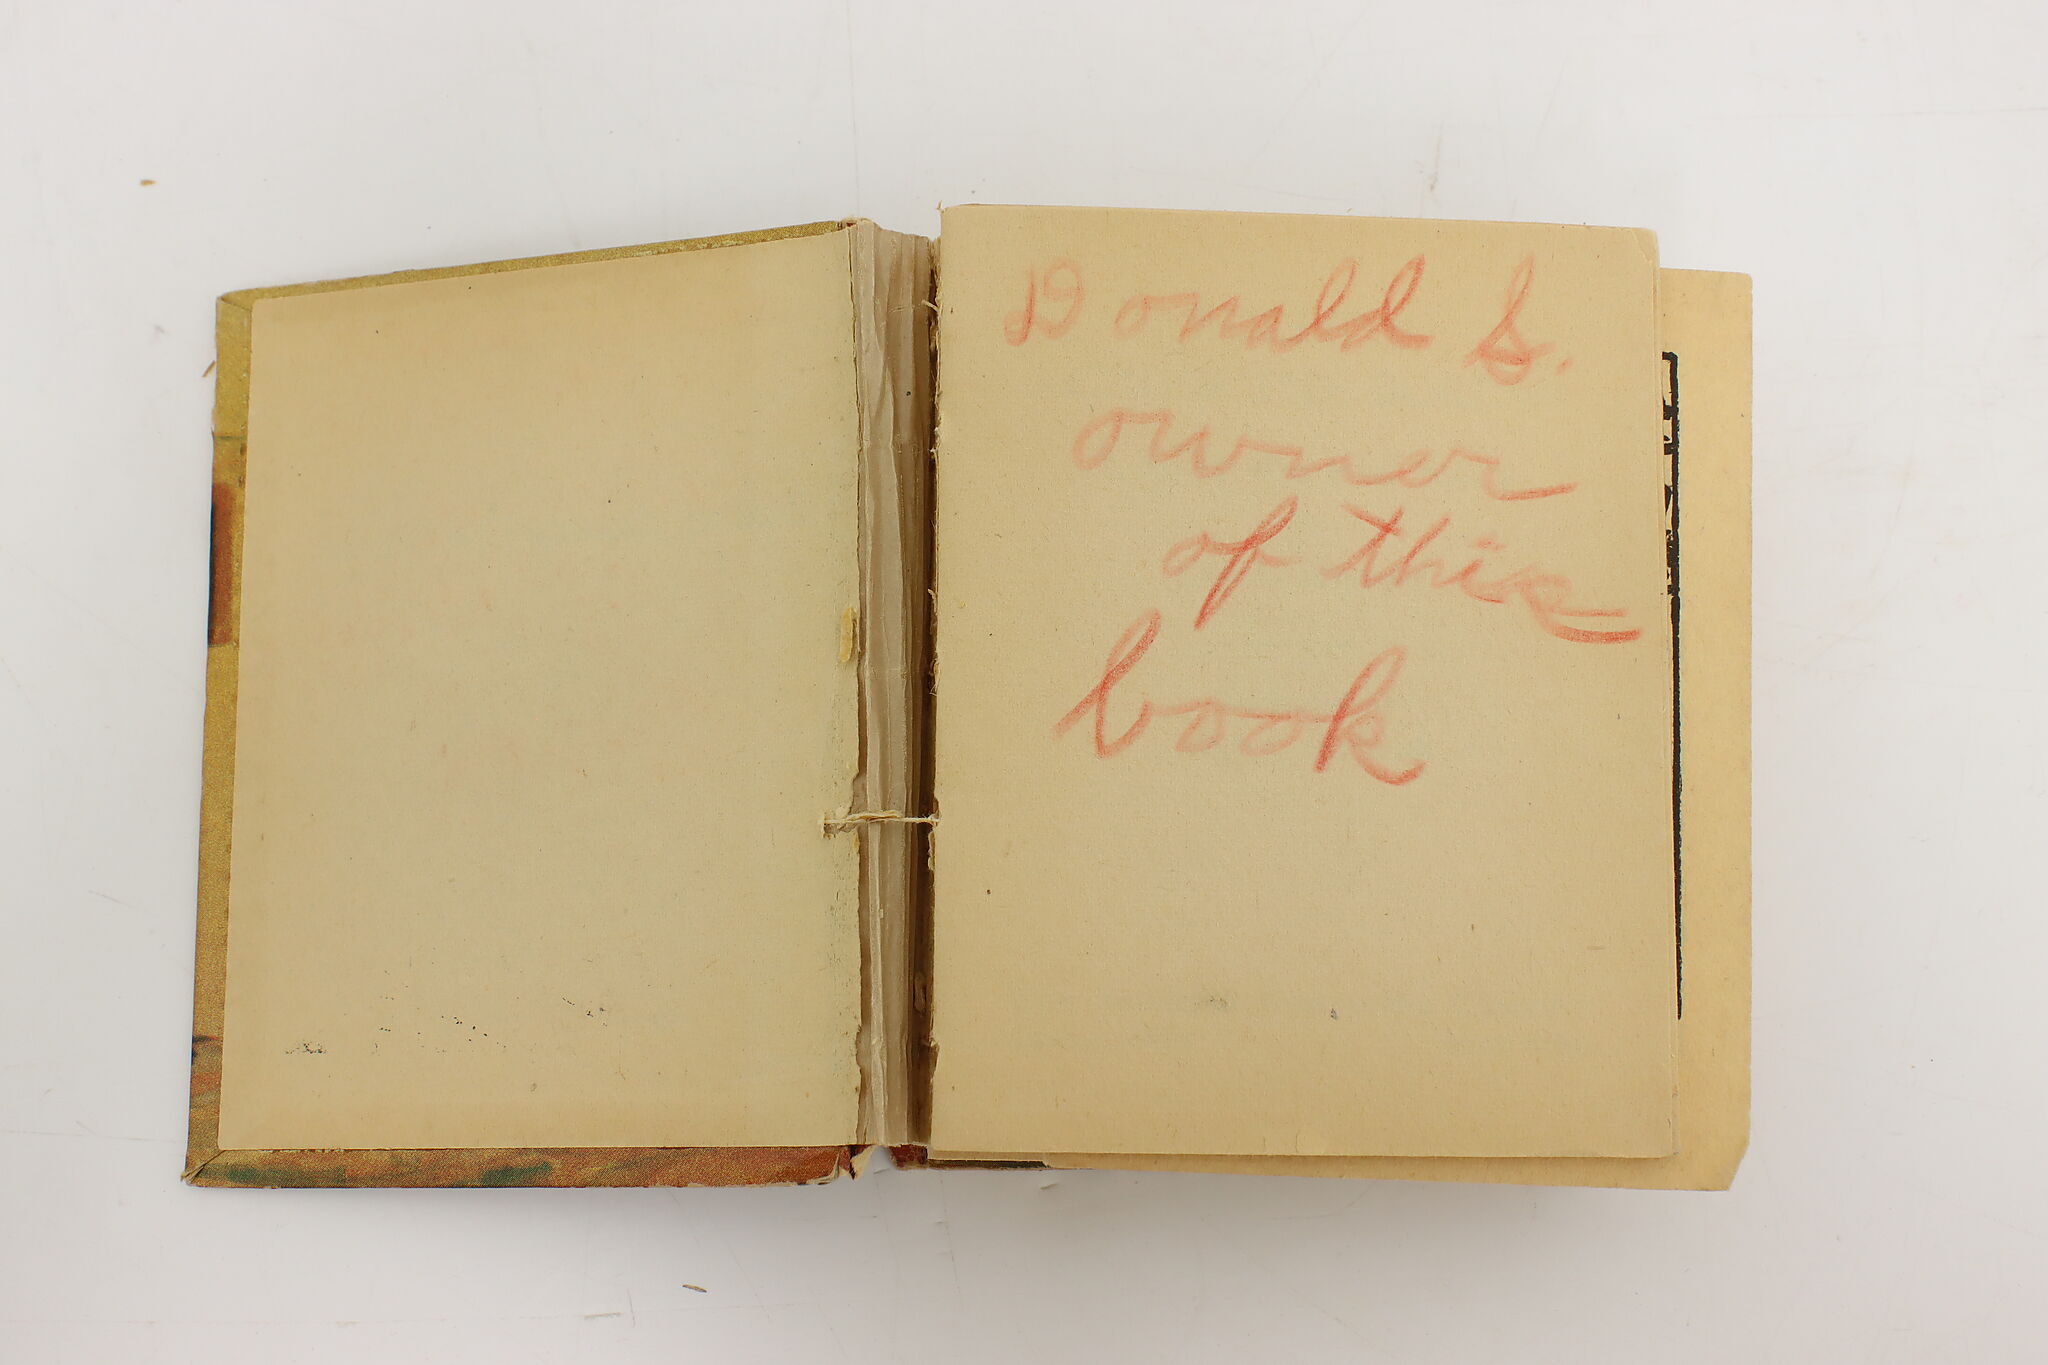 Donald S.
owner
of this
book